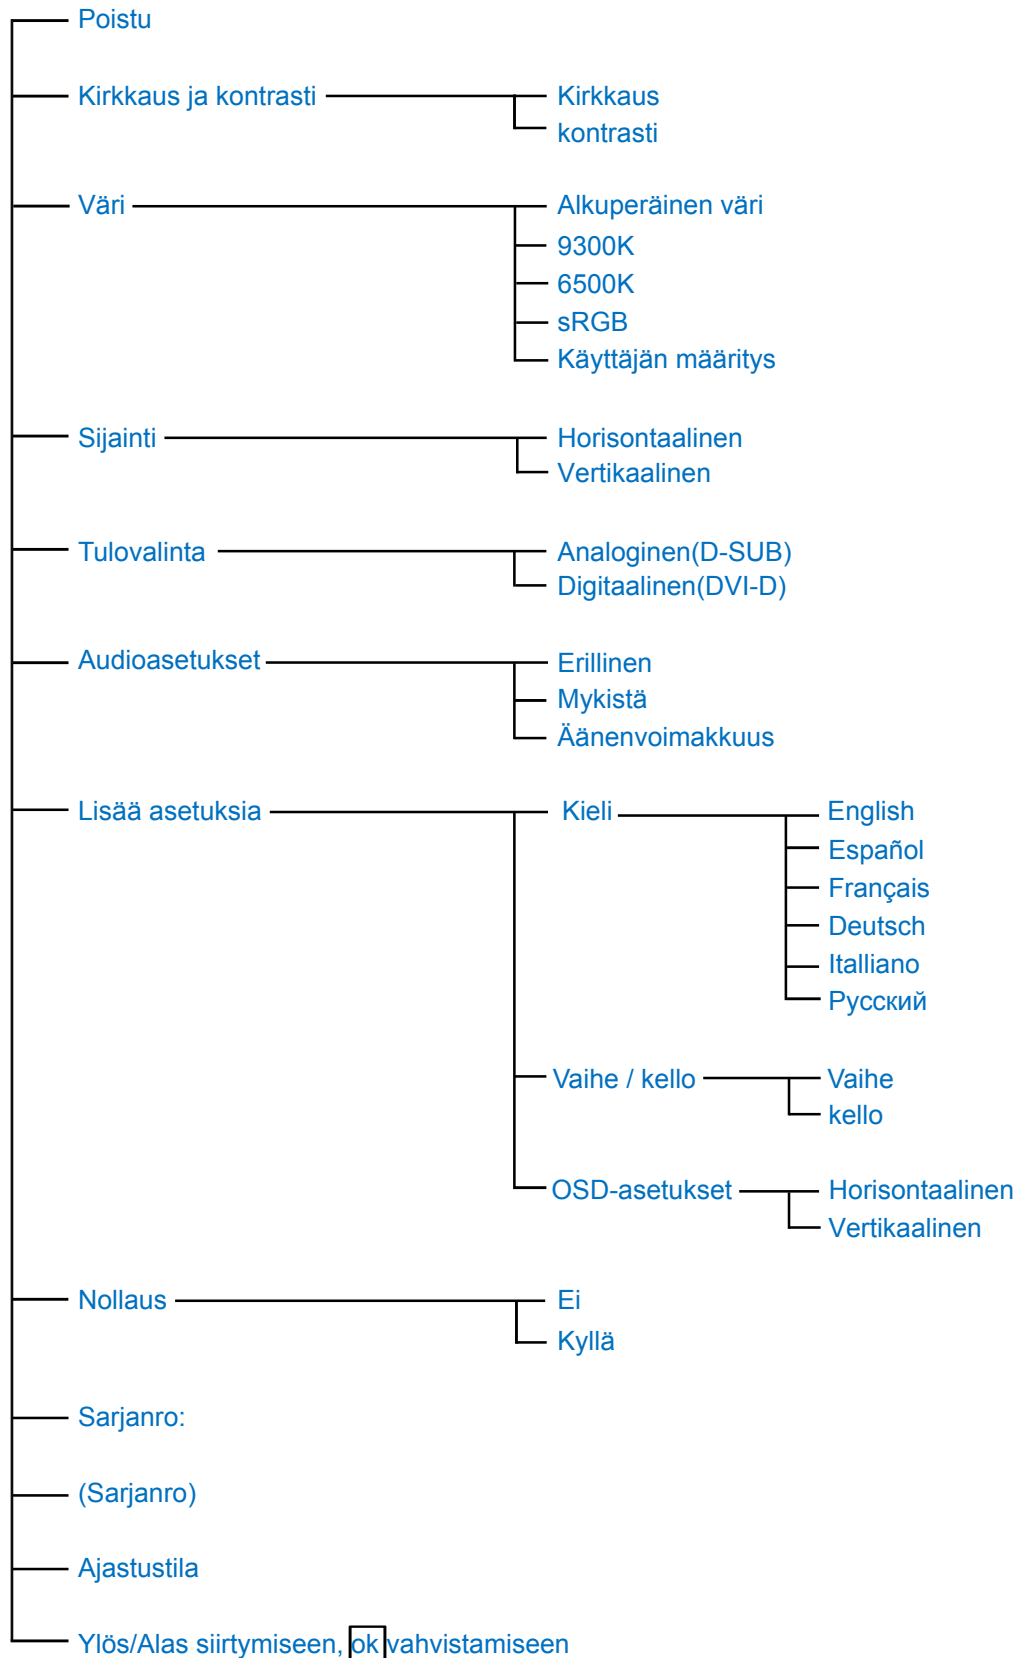 Poistu
Kirkkaus ja kontrasti
Kirkkaus
kontrasti
Väri
Alkuperäinen väri
9300K
6500K
sRGB
Käyttäjän määritys
Sijainti
Horisontaalinen
Vertikaalinen
Tulovalinta
Analoginen(D-SUB)
Digitaalinen(DVI-D)
Audioasetukset
Erillinen
Mykistä
Äänenvoimakkuus
Lisää asetuksia
Kieli
English
Español
Français
Deutsch
Italliano
Русский
Vaihe / kello
Vaihe
kello
OSD-asetukset
Horisontaalinen
Vertikaalinen
Nollaus
Ei
Kyllä
Sarjanro:
(Sarjanro)
Ajastustila
Ylös/Alas siirtymiseen, ok vahvistamiseen